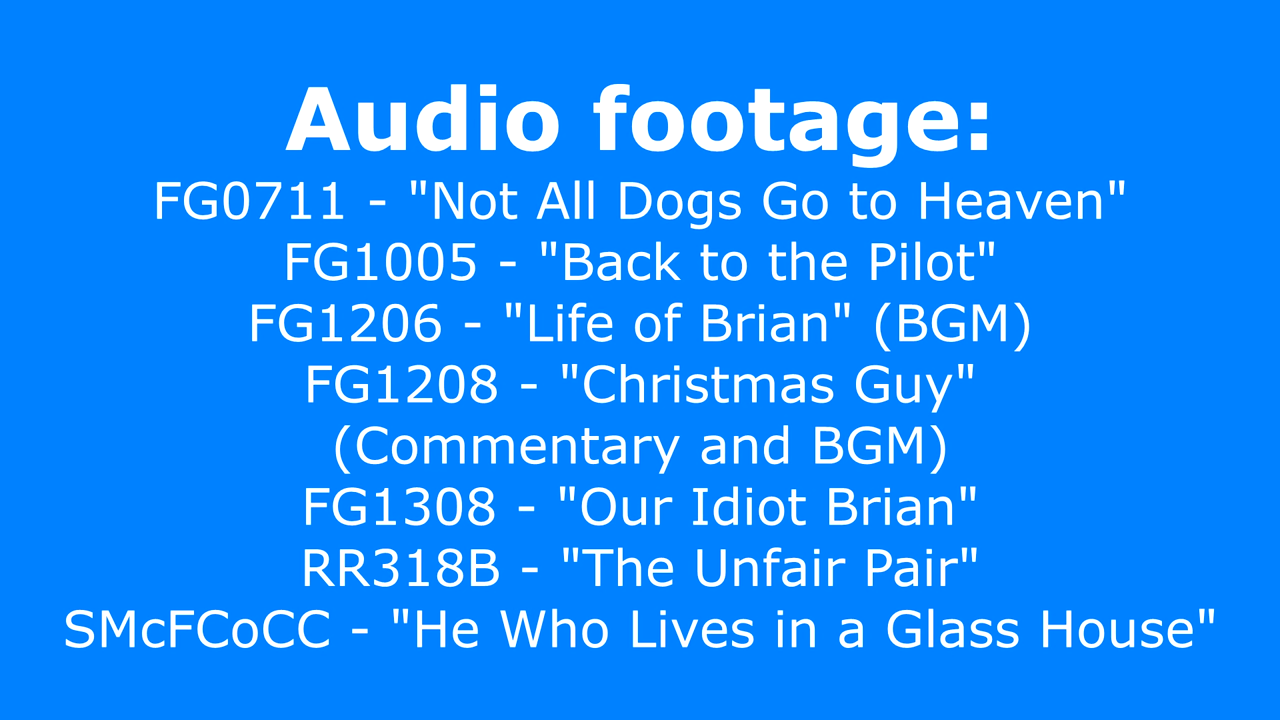 Audio footage:
FG0711 - "Not All Dogs Go to Heaven"
FG1005 - "Back to the Pilot"
FG1206 - "Life of Brian" (BGM)
FG1208 - "Christmas Guy"
(Commentary and BGM)
FG1308 - "Our Idiot Brian"
RR318B - "The Unfair Pair"
SMcFCoCC - "He Who Lives in a Glass House"